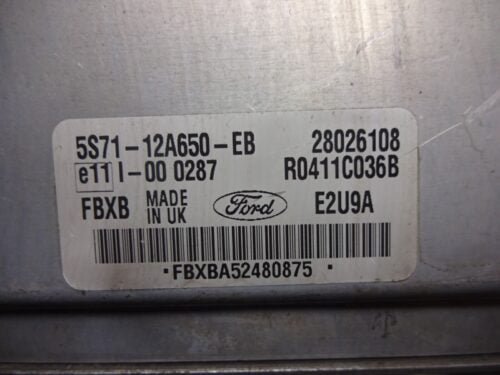 5S71-12A650-EB 28026108
e11 I-00 0287 R0411C036B
FBXB MADE IN UK Ford E2U9A
• FBXBA52480875 •